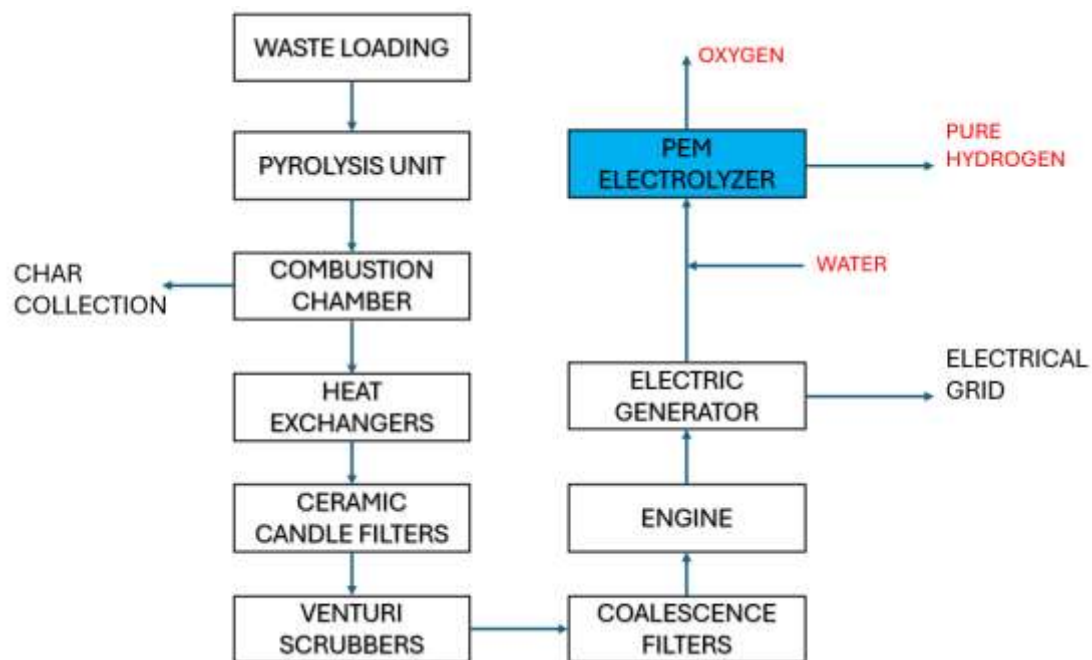 WASTE LOADING
PYROLYSIS UNIT
CHAR
COLLECTION
COMBUSTION
CHAMBER
HEAT
EXCHANGERS
CERAMIC
CANDLE FILTERS
VENTURI
SCRUBBERS
COALESCENCE
FILTERS
ENGINE
ELECTRIC
GENERATOR
ELECTRICAL
GRID
WATER
PEM
ELECTROLYZER
OXYGEN
PURE
HYDROGEN